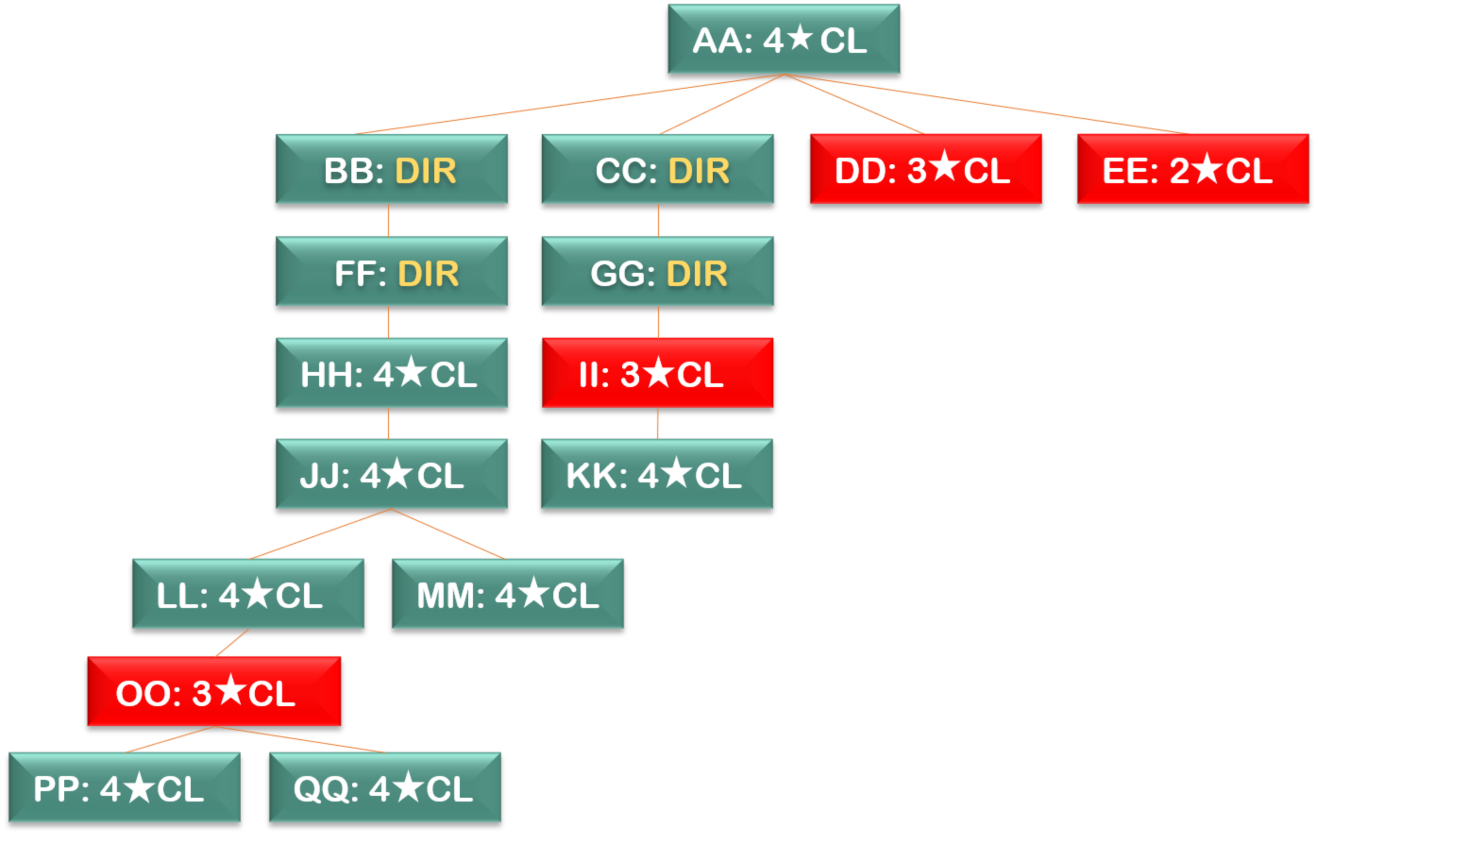 AA: 4★CL
BB: DIR
CC: DIR
DD: 3★CL
EE: 2★CL
FF: DIR
GG: DIR
HH: 4★CL
II: 3★CL
JJ: 4★CL
KK: 4★CL
LL: 4★CL
MM: 4★CL
OO: 3★CL
PP: 4★CL
QQ: 4★CL